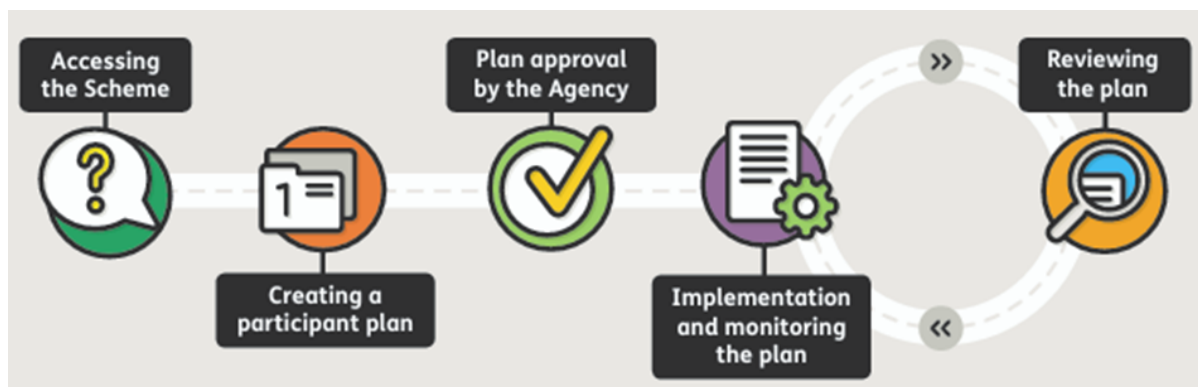 Accessing
the Scheme
1
Creating a
participant plan
Plan approval
by the Agency
Implementation
and monitoring
the plan
Reviewing
the plan